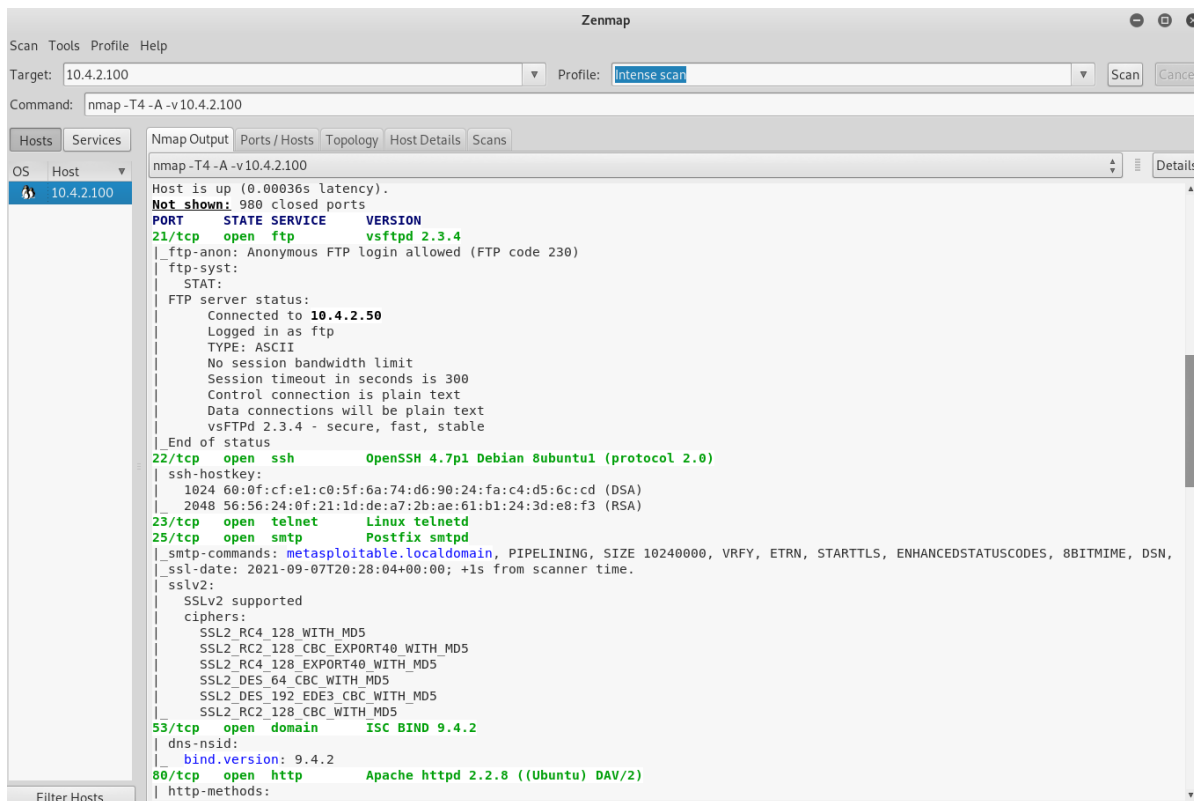 Zenmap
Scan Tools Profile Help
Target: 10.4.2.100 Profile: Intense scan Scan Cance
Command: nmap -T4 -A -v 10.4.2.100
Hosts Services Nmap Output Ports / Hosts Topology Host Details Scans
OS Host nmap -T4 -A -v 10.4.2.100 Details
10.4.2.100
Host is up (0.00036s latency).
Not shown: 980 closed ports
PORT STATE SERVICE VERSION
21/tcp open ftp vsftpd 2.3.4
|_ftp-anon: Anonymous FTP login allowed (FTP code 230)
| ftp-syst:
|   STAT:
| FTP server status:
|      Connected to 10.4.2.50
|      Logged in as ftp
|      TYPE: ASCII
|      No session bandwidth limit
|      Session timeout in seconds is 300
|      Control connection is plain text
|      Data connections will be plain text
|      vsFTPd 2.3.4 - secure, fast, stable
|_End of status
22/tcp open ssh OpenSSH 4.7p1 Debian 8ubuntu1 (protocol 2.0)
| ssh-hostkey:
|   1024 60:0f:cf:e1:c0:5f:6a:74:d6:90:24:fa:c4:d5:6c:cd (DSA)
|_  2048 56:56:24:0f:21:1d:de:a7:2b:ae:61:b1:24:3d:e8:f3 (RSA)
23/tcp open telnet Linux telnetd
25/tcp open smtp Postfix smtpd
|_smtp-commands: metasploitable.localdomain, PIPELINING, SIZE 10240000, VRFY, ETRN, STARTTLS, ENHANCEDSTATUSCODES, 8BITMIME, DSN,
|_ssl-date: 2021-09-07T20:28:04+00:00; +1s from scanner time.
| sslv2:
|   SSLv2 supported
|   ciphers:
|     SSL2_RC4_128_WITH_MD5
|     SSL2_RC2_128_CBC_EXPORT40_WITH_MD5
|     SSL2_RC4_128_EXPORT40_WITH_MD5
|     SSL2_DES_64_CBC_WITH_MD5
|     SSL2_DES_192_EDE3_CBC_WITH_MD5
|_    SSL2_RC2_128_CBC_WITH_MD5
53/tcp open domain ISC BIND 9.4.2
| dns-nsid:
|_  bind.version: 9.4.2
80/tcp open http Apache httpd 2.2.8 ((Ubuntu) DAV/2)
| http-methods:
Filter Hosts